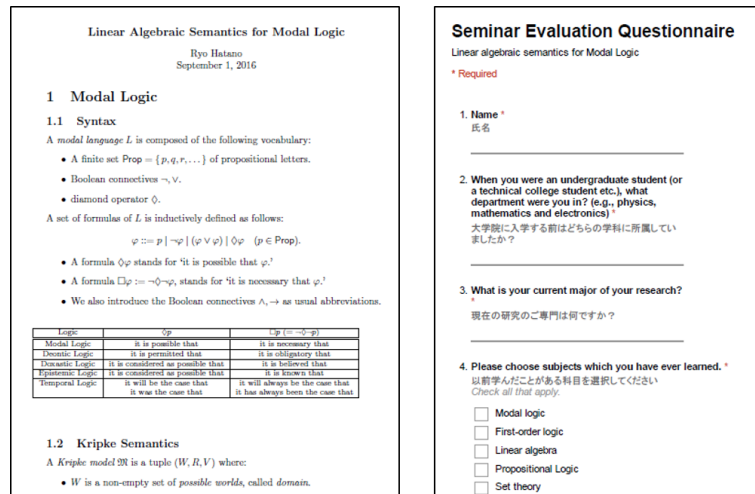 Linear Algebraic Semantics for Modal Logic
Ryo Hatano
September 1, 2016
1 Modal Logic
1.1 Syntax
A modal language L is composed of the following vocabulary:
• A finite set Prop = { p, q, r, . . . } of propositional letters.
• Boolean connectives ¬, ∨.
• diamond operator ◊.
A set of formulas of L is inductively defined as follows:
φ ::= p | ¬φ | (φ ∨ φ) | ◊φ (p ∈ Prop).
• A formula ◊φ stands for ‘it is possible that φ.’
• A formula □φ := ¬◊¬φ, stands for ‘it is necessary that φ.’
• We also introduce the Boolean connectives ∧, → as usual abbreviations.
Logic ◊p □p (= ¬◊¬p)
Modal Logic it is possible that it is necessary that
Deontic Logic it is permitted that it is obligatory that
Doxastic Logic it is considered as possible that it is believed that
Epistemic Logic it is considered as possible that it is known that
Temporal Logic it will be the case that it will always be the case that
it was the case that it has always been the case that
1.2 Kripke Semantics
A Kripke model 𝔐 is a tuple (W, R, V) where:
• W is a non-empty set of possible worlds, called domain.
Seminar Evaluation Questionnaire
Linear algebraic semantics for Modal Logic
* Required
1. Name *
氏名
2. When you were an undergraduate student (or
a technical college student etc.), what
department were you in? (e.g., physics,
mathematics and electronics) *
大学院に入学する前はどちらの学科に所属してい
ましたか？
3. What is your current major of your research?
*
現在の研究のご専門は何ですか？
4. Please choose subjects which you have ever learned. *
以前学んだことがある科目を選択してください
Check all that apply.
Modal logic
First-order logic
Linear algebra
Propositional Logic
Set theory